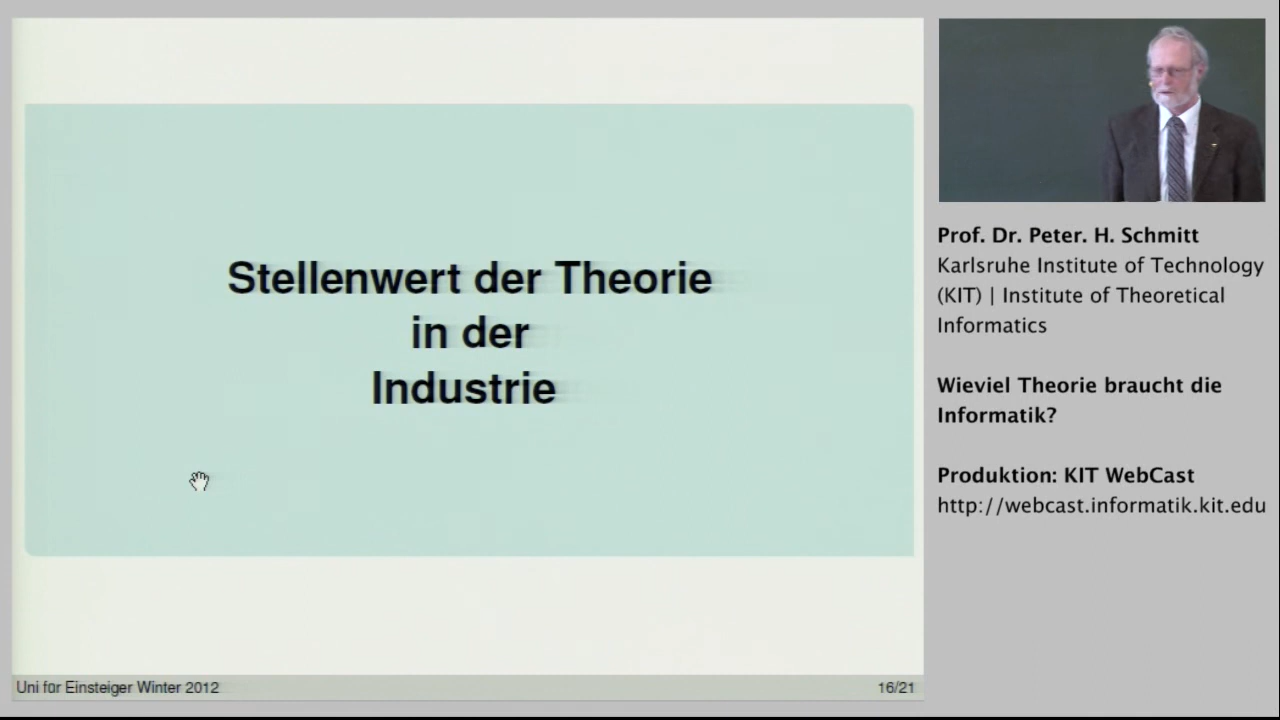 Stellenwert der Theorie
in der
Industrie
Uni for Einsteiger Winter 2012
16/21
Prof. Dr. Peter. H. Schmitt
Karlsruhe Institute of Technology
(KIT) | Institute of Theoretical
Informatics
Wieviel Theorie braucht die
Informatik?
Produktion: KIT WebCast
http://webcast.informatik.kit.edu